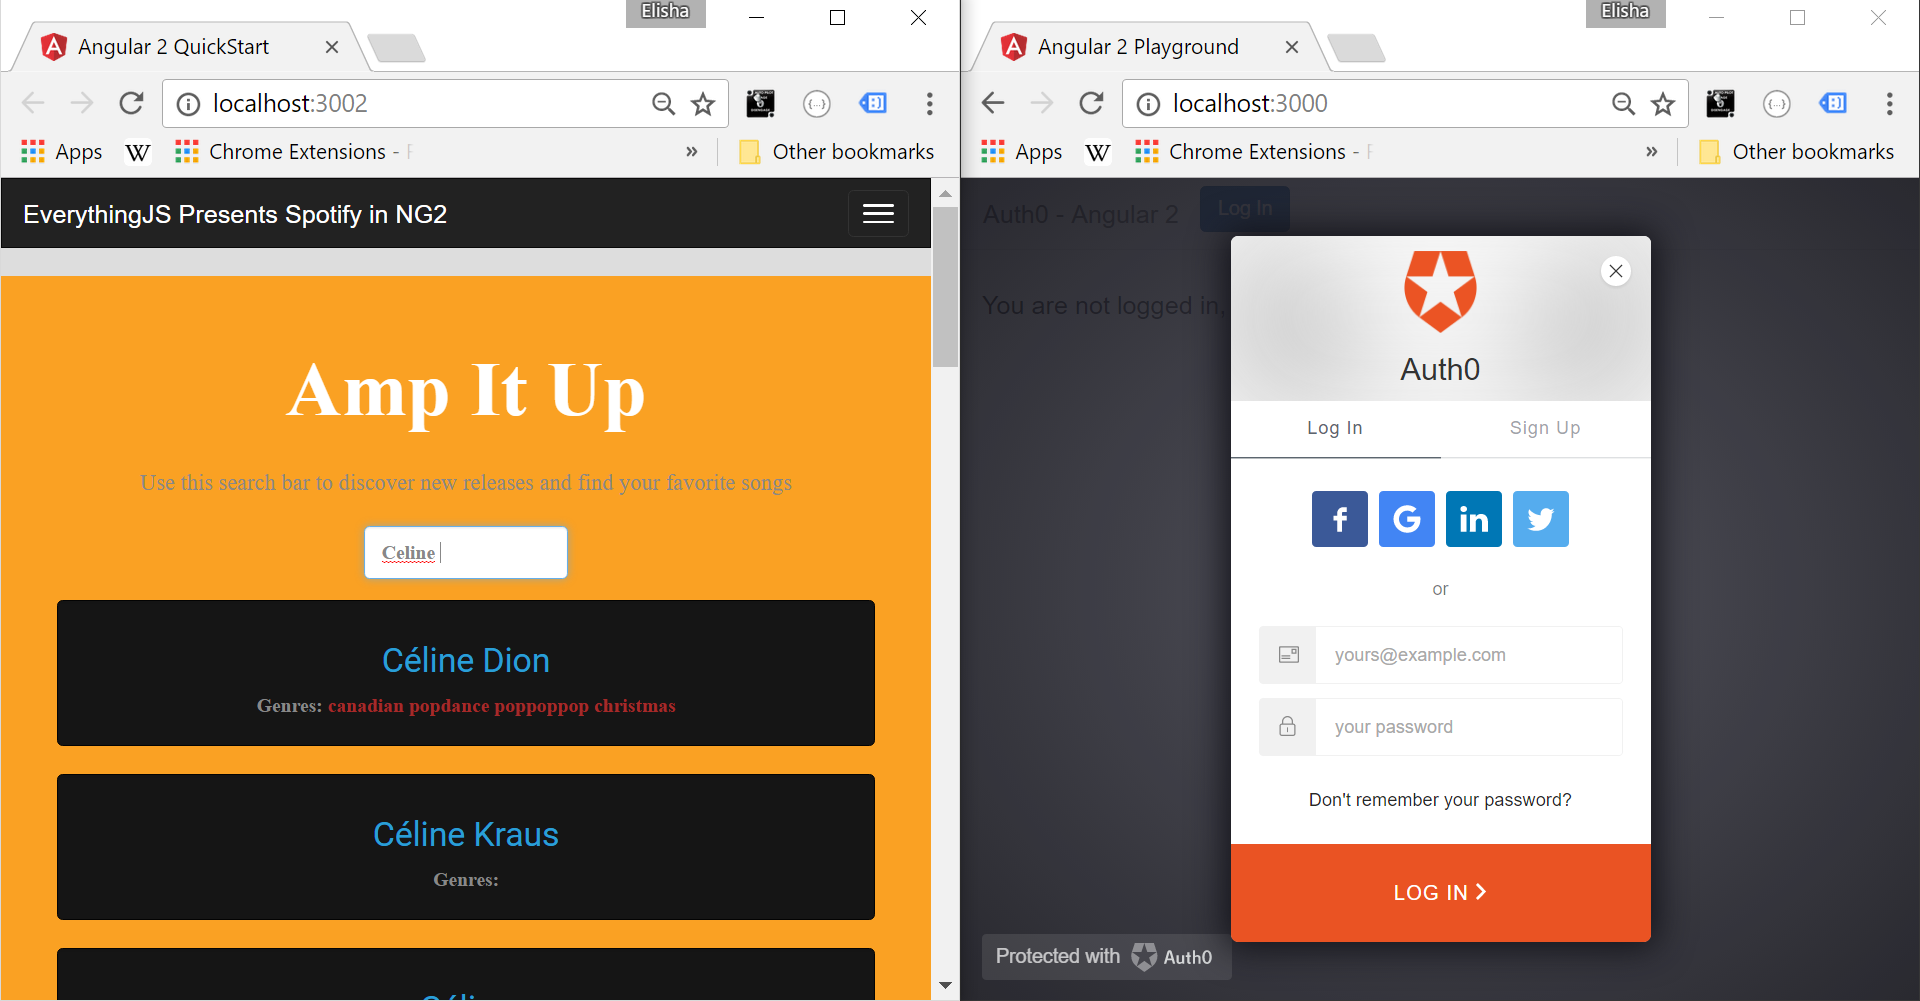 Elisha
Angular 2 QuickStart
localhost:3002
Apps W Chrome Extensions - F » Other bookmarks
EverythingJS Presents Spotify in NG2
Amp It Up
Use this search bar to discover new releases and find your favorite songs
Celine
Céline Dion
Genres: canadian popdance poppoppop christmas
Céline Kraus
Genres:
Elisha
Angular 2 Playground
localhost:3000
Apps W Chrome Extensions - F » Other bookmarks
Auth0 - Angular 2 Log In
You are not logged in,
Auth0
Log In Sign Up
or
yours@example.com
your password
Don't remember your password?
LOG IN
Protected with Auth0